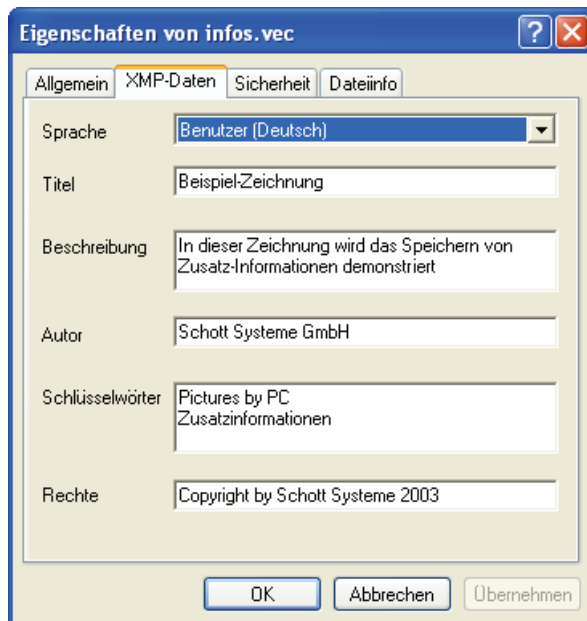 Eigenschaften von infos.vec
Allgemein XMP-Daten Sicherheit Dateiinfo
Sprache Benutzer (Deutsch)
Titel Beispiel-Zeichnung
Beschreibung In dieser Zeichnung wird das Speichern von
Zusatz-Informationen demonstriert
Autor Schott Systeme GmbH
Schlüsselwörter Pictures by PC
Zusatzinformationen
Rechte Copyright by Schott Systeme 2003
OK Abbrechen Übernehmen